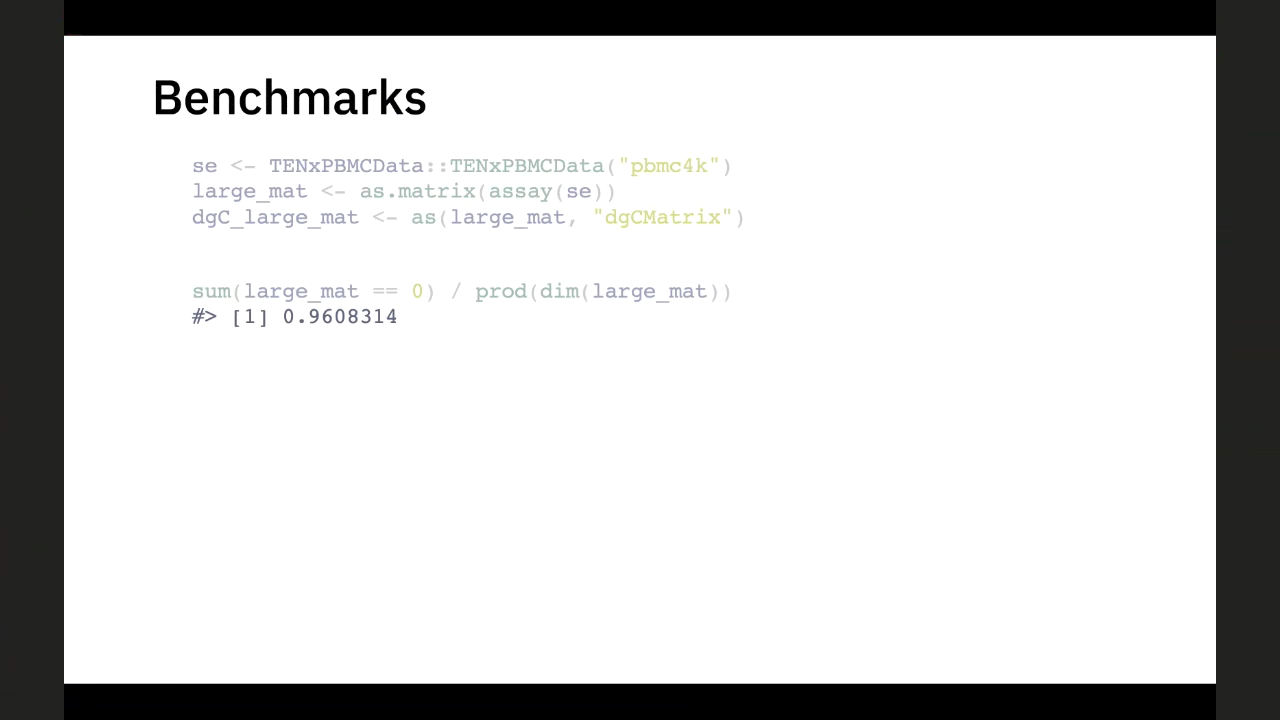 Benchmarks
se <- TENxPBMCData::TENxPBMCData("pbmc4k")
large_mat <- as.matrix(assay(se))
dgC_large_mat <- as(large_mat, "dgCMatrix")
sum(large_mat == 0) / prod(dim(large_mat))
#> [1] 0.9608314